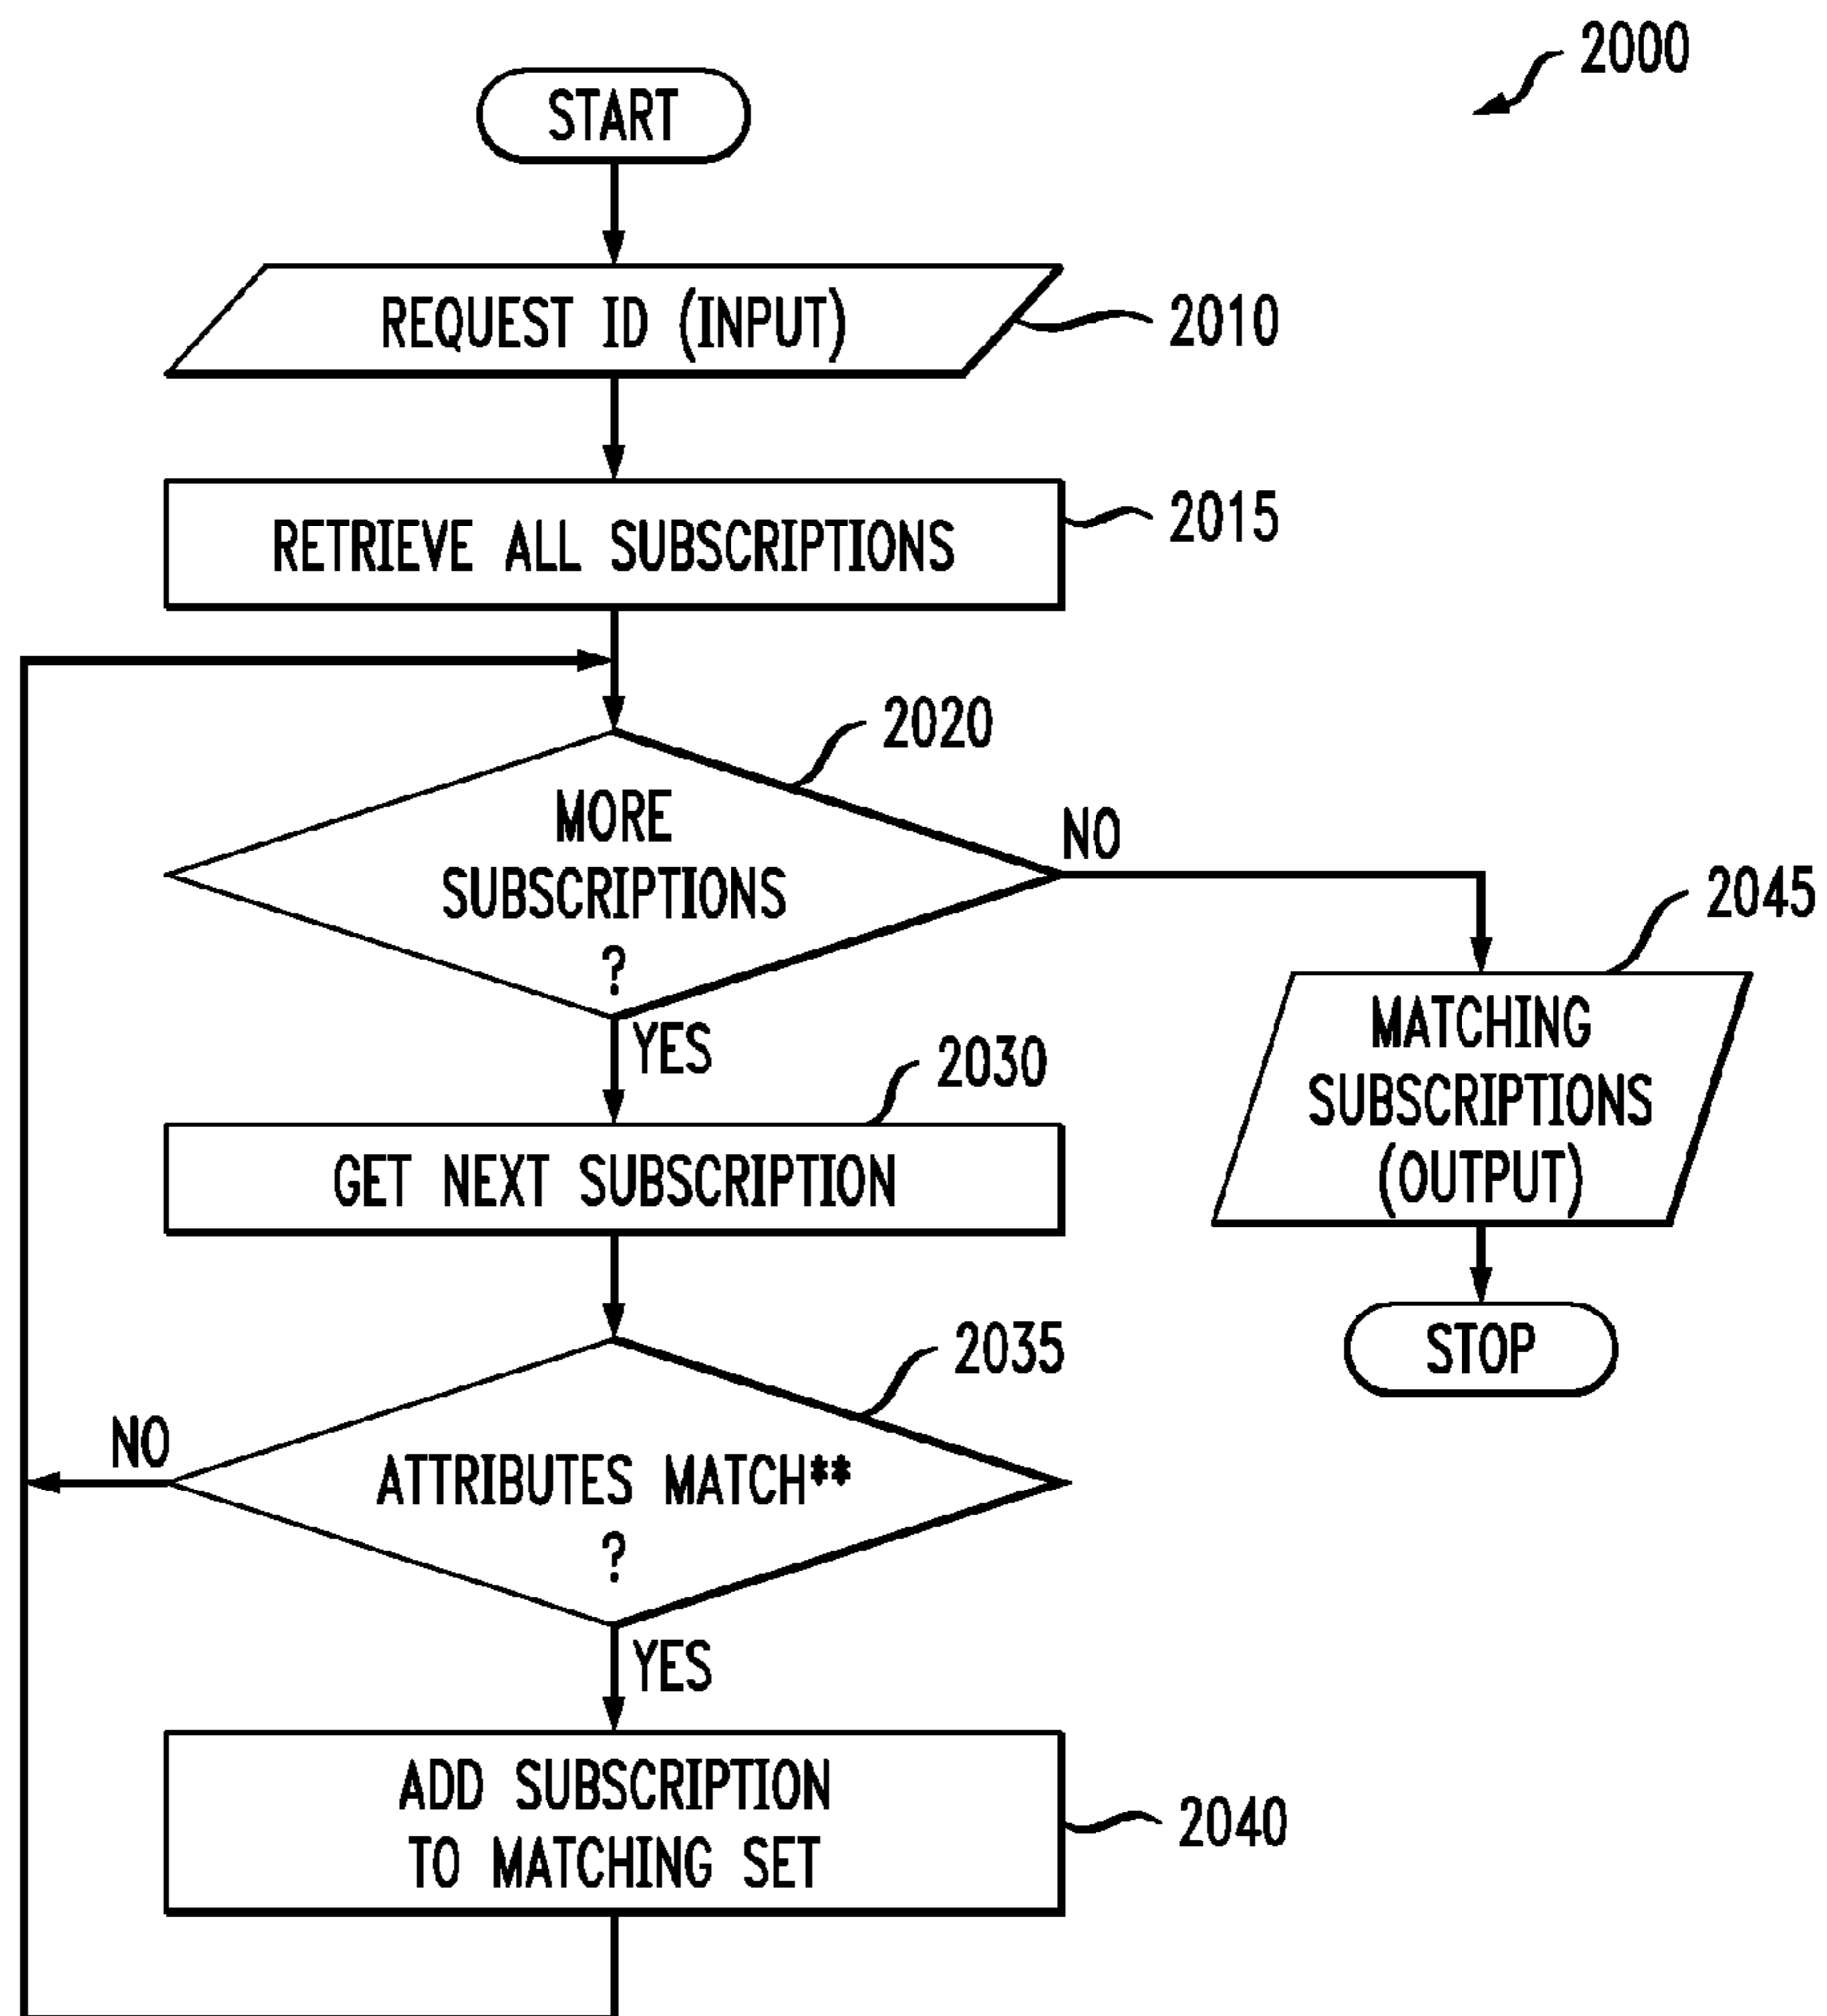 2000
START
REQUEST ID (INPUT)
2010
RETRIEVE ALL SUBSCRIPTIONS
2015
2020
MORE
SUBSCRIPTIONS
?
NO
YES
2045
MATCHING
SUBSCRIPTIONS
(OUTPUT)
STOP
2030
GET NEXT SUBSCRIPTION
2035
ATTRIBUTES MATCH**
?
NO
YES
ADD SUBSCRIPTION
TO MATCHING SET
2040